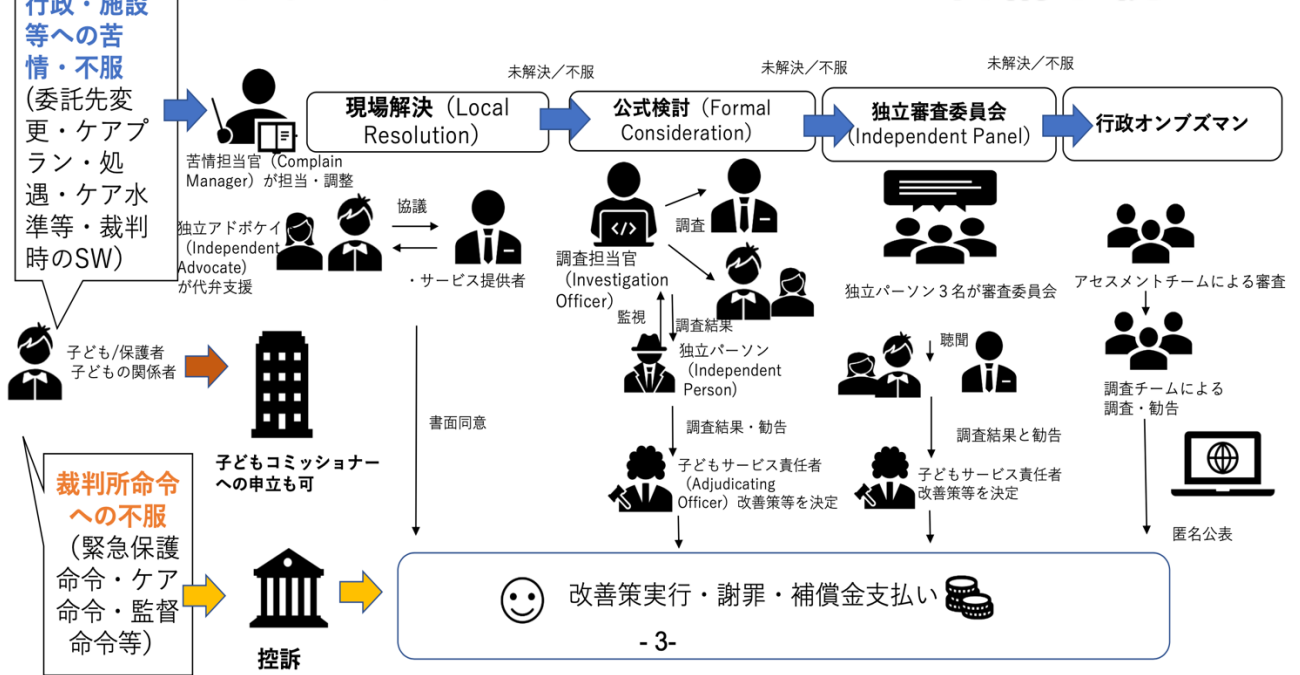 行政・施設
等への苦
情・不服
(委託先変
更・ケアプ
ラン・処
遇・ケア水
準等・裁判
時のSW)
苦情担当官（Complain
Manager）が担当・調整
現場解決（Local
Resolution）
未解決／不服
公式検討（Formal
Consideration）
未解決／不服
独立審査委員会
(Independent Panel)
未解決／不服
行政オンブズマン
独立アドボケイ
（Independent
Advocate)
が代弁支援
協議
・サービス提供者
調査担当官
（Investigation
Officer）
調査
監視
調査結果
独立パーソン
（Independent
Person）
調査結果・勧告
子どもサービス責任者
（Adjudicating
Officer）改善策等を決定
独立パーソン３名が審査委員会
聴聞
調査結果と勧告
子どもサービス責任者
改善策等を決定
アセスメントチームによる審査
調査チームによる
調査・勧告
匿名公表
子ども/保護者
子どもの関係者
子どもコミッショナー
への申立も可
書面同意
裁判所命令
への不服
（緊急保護
命令・ケア
命令・監督
命令等）
控訴
改善策実行・謝罪・補償金支払い
- 3-